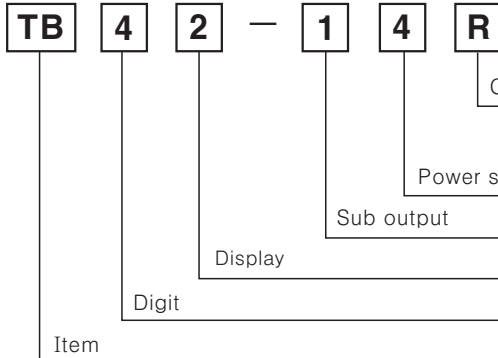 TB 4 2 — 1 4 R
Power
Sub output
Display
Digit
Item